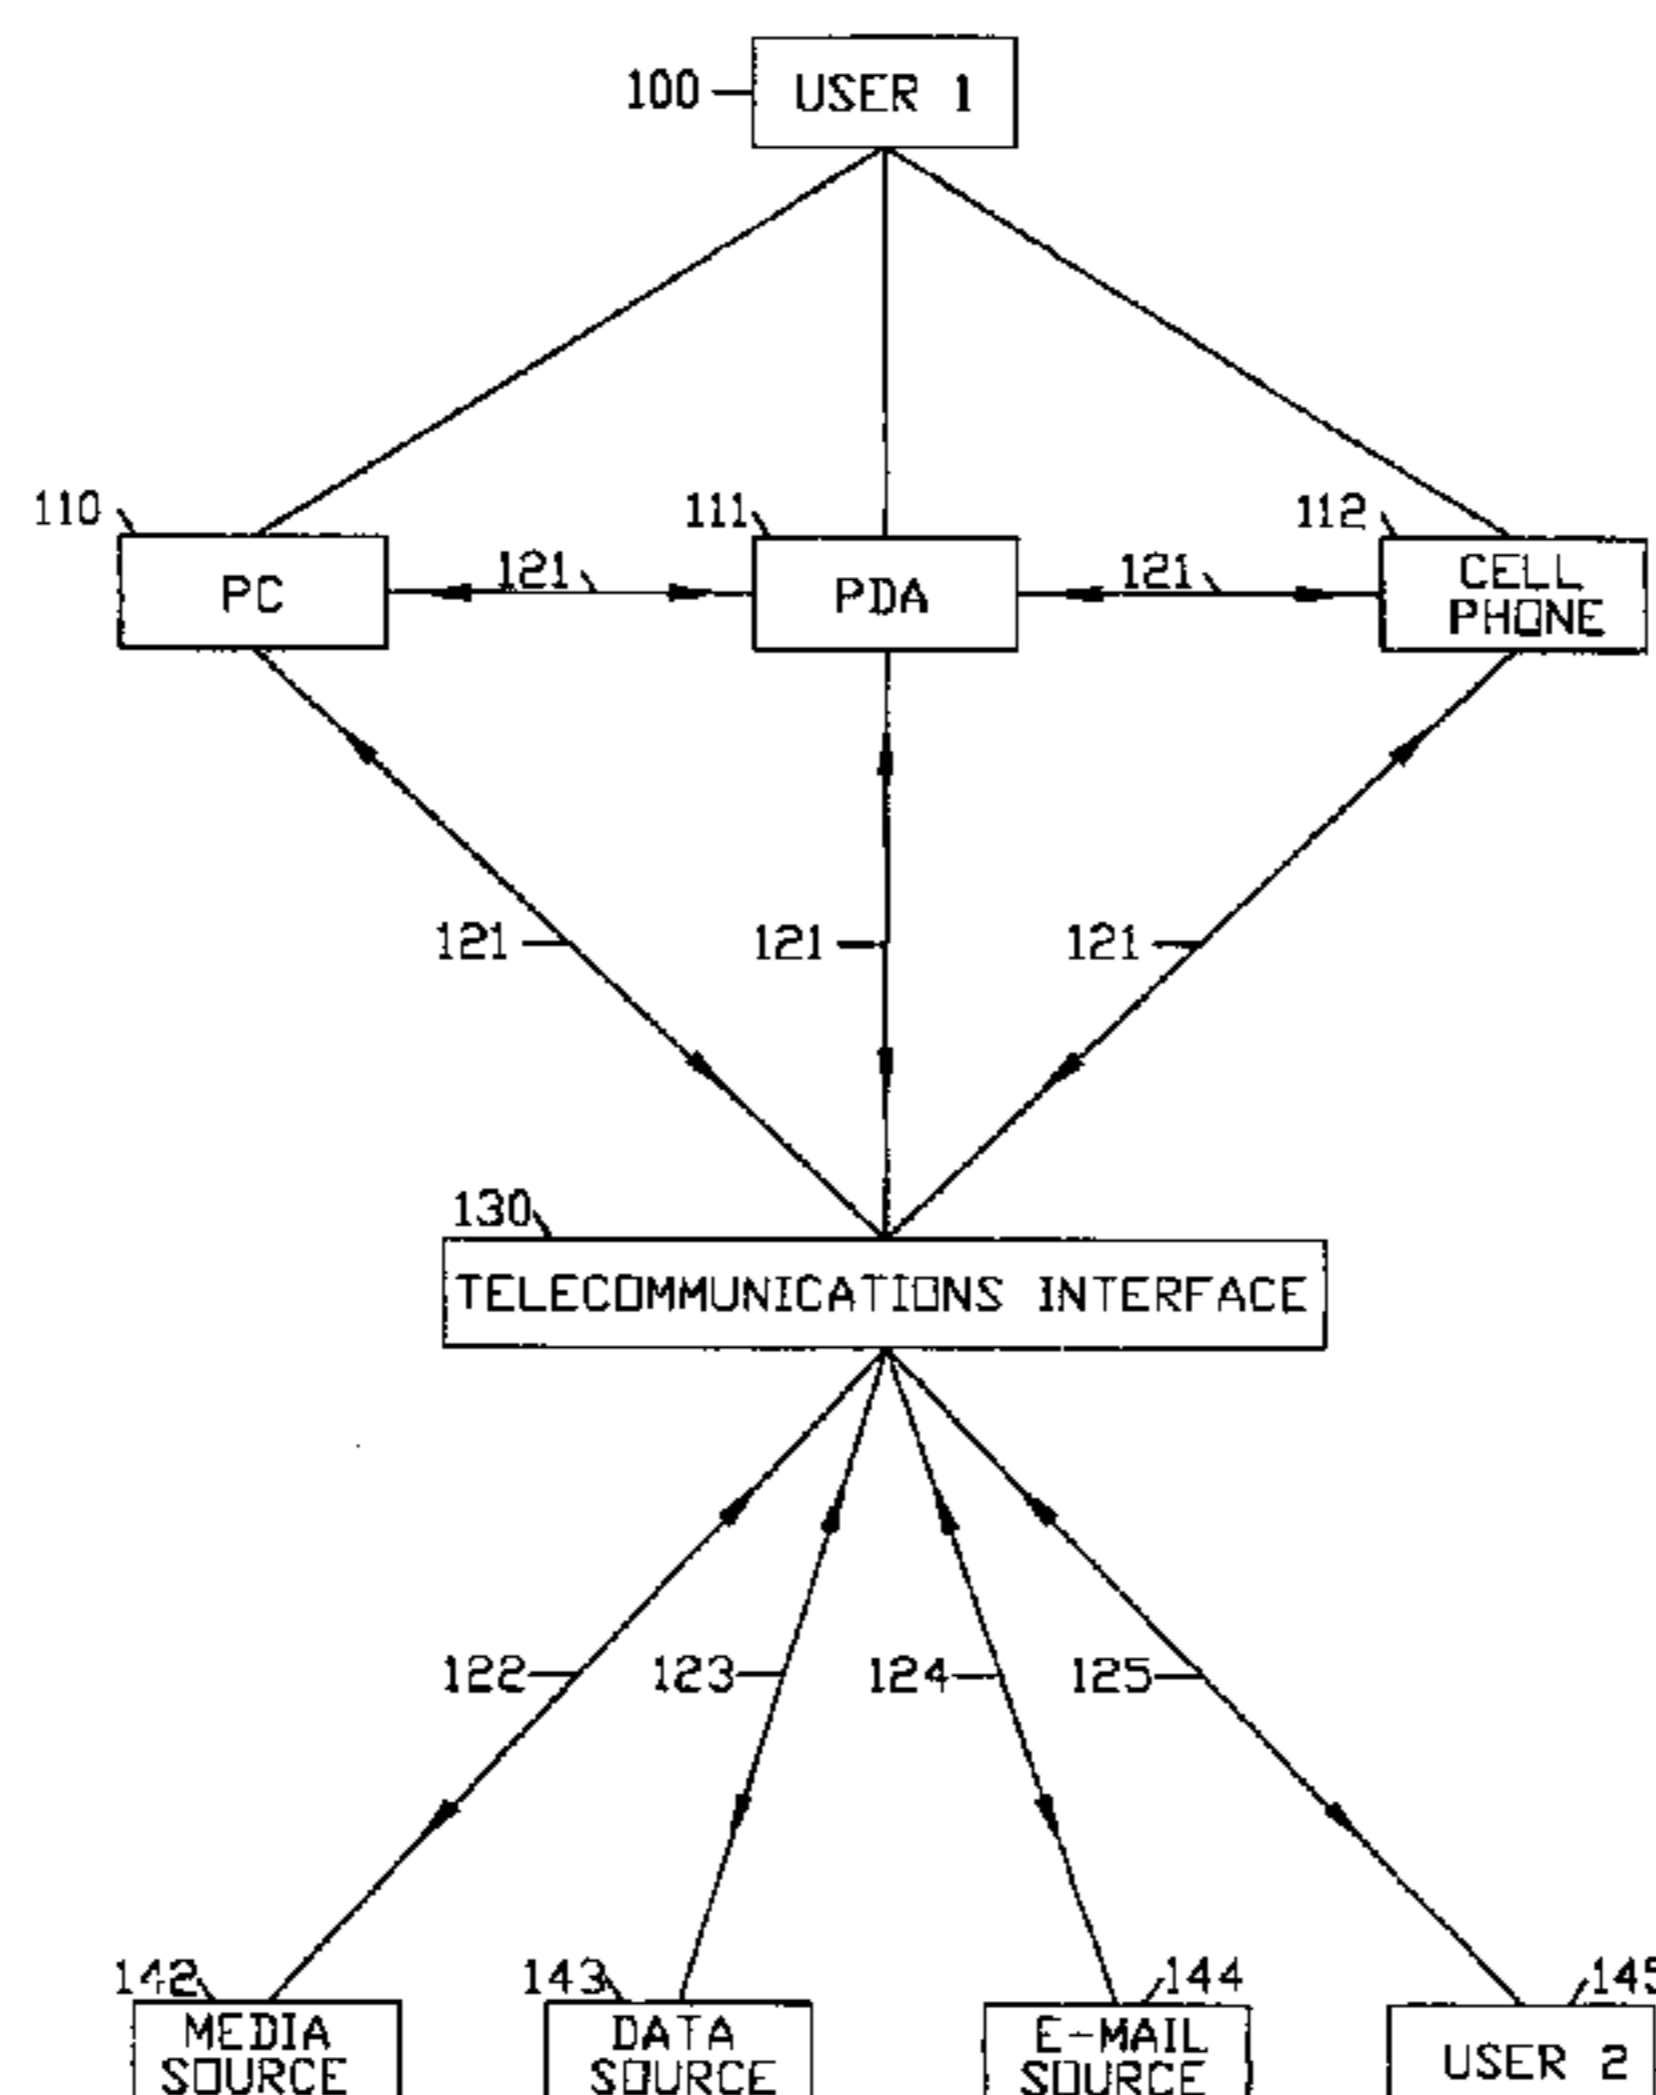 100 USER 1
110 111 112
PC 121 PDA 121 CELL
PHONE
121 121 121
130
TELECOMMUNICATIONS INTERFACE
122 123 124 125
142 143 144 145
MEDIA DATA E-MAIL USER 2
SOURCE SOURCE SOURCE